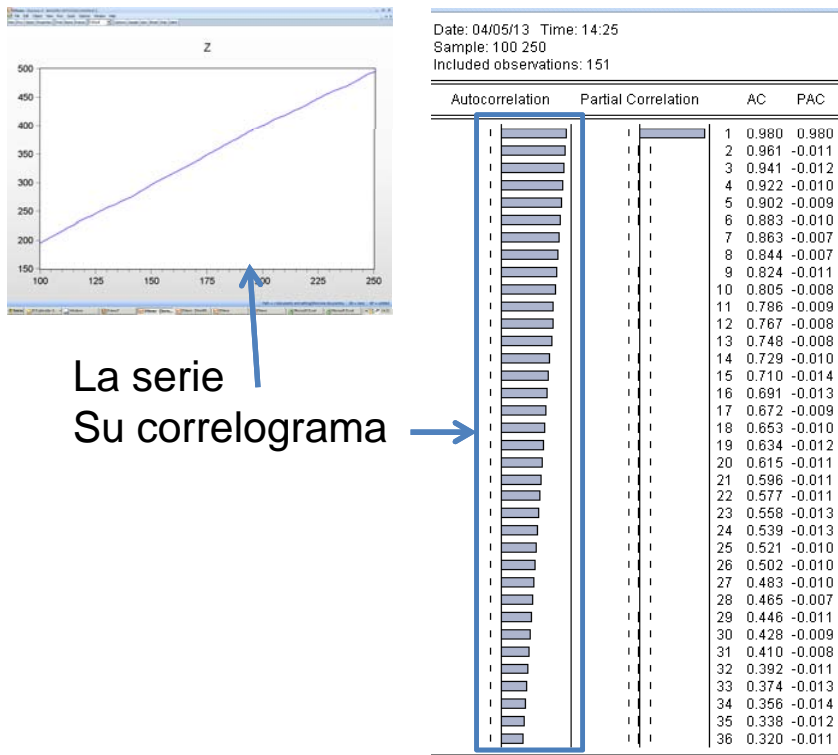 Z
500
450
400
350
300
250
200
150
100 125 150 175 200 225 250
La serie
Su correlograma
Date: 04/05/13 Time: 14:25
Sample: 100 250
Included observations: 151
Autocorrelation Partial Correlation AC PAC
1 0.980 0.980
2 0.961 -0.011
3 0.941 -0.012
4 0.922 -0.010
5 0.902 -0.009
6 0.883 -0.010
7 0.863 -0.007
8 0.844 -0.007
9 0.824 -0.011
10 0.805 -0.008
11 0.786 -0.009
12 0.767 -0.008
13 0.748 -0.008
14 0.729 -0.010
15 0.710 -0.014
16 0.691 -0.013
17 0.672 -0.009
18 0.653 -0.010
19 0.634 -0.012
20 0.615 -0.011
21 0.596 -0.011
22 0.577 -0.011
23 0.558 -0.013
24 0.539 -0.013
25 0.521 -0.010
26 0.502 -0.010
27 0.483 -0.010
28 0.465 -0.007
29 0.446 -0.011
30 0.428 -0.009
31 0.410 -0.008
32 0.392 -0.011
33 0.374 -0.013
34 0.356 -0.014
35 0.338 -0.012
36 0.320 -0.011